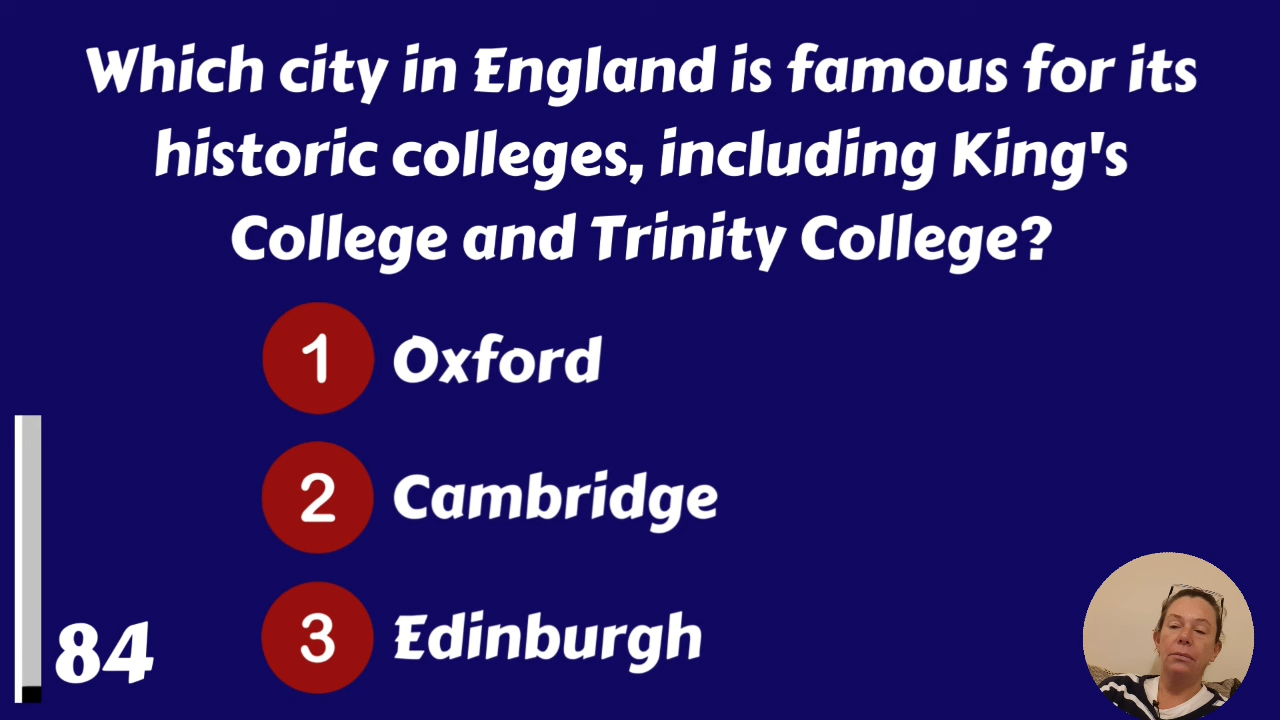 Which city in England is famous for its
historic colleges, including King's
College and Trinity College?
1 Oxford
2 Cambridge
3 Edinburgh
84